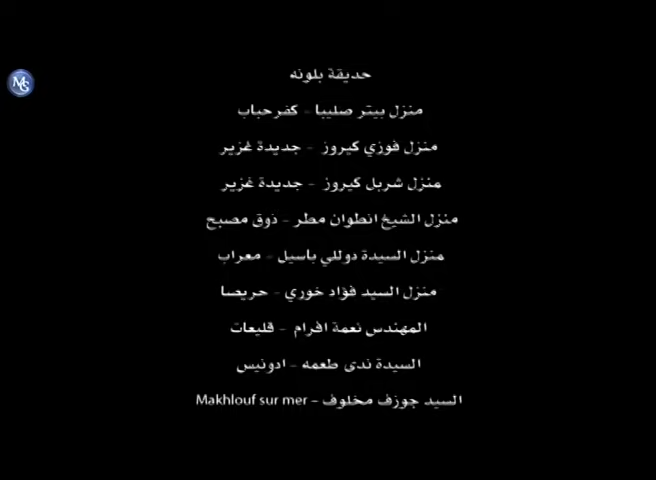 MG
حديقة بلونه
منزل بيتر صليبا - كفرحباب
منزل فوزي كيروز - جديدة غزير
منزل شربل كيروز - جديدة غزير
منزل الشيخ انطوان مطر - ذوق مصبح
منزل السيدة دوللي باسيل - معراب
منزل السيد فؤاد خوري - حريصا
المهندس نعمة افرام - قليعات
السيدة ندى طعمه - ادونيس
السيد جوزف مخلوف - Makhlouf sur mer